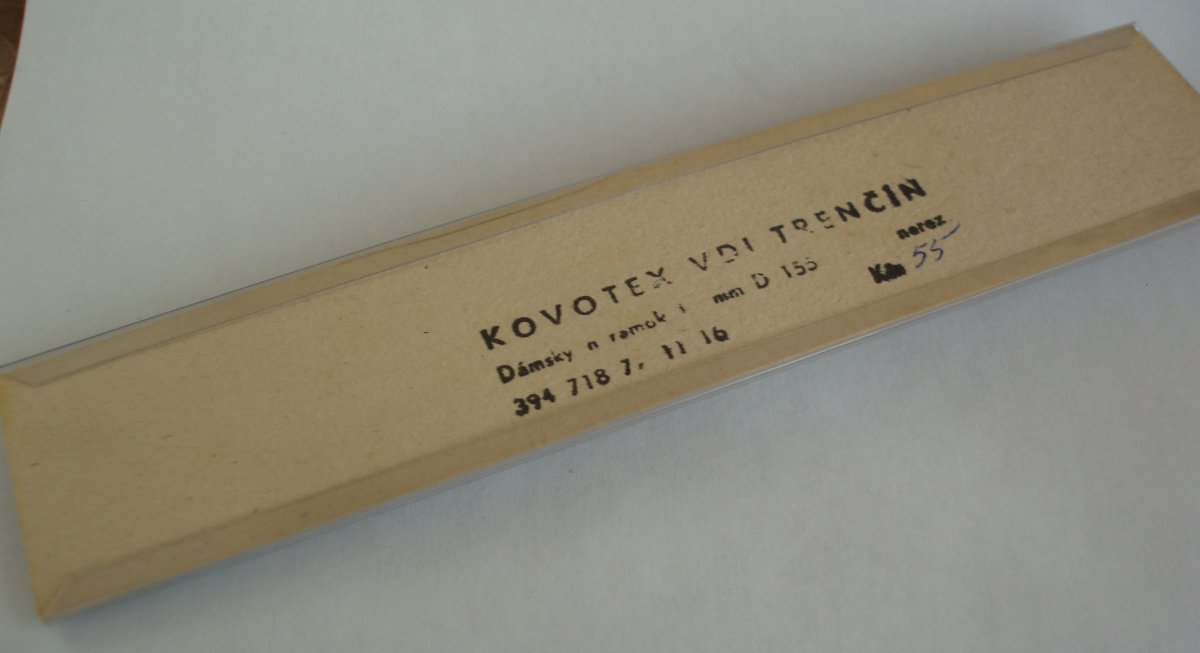 KOVOTEX VDI TRENČIN
Dámsky n ramok i mm D 155 nerez
394 718 7, 11 16 Kčs 55